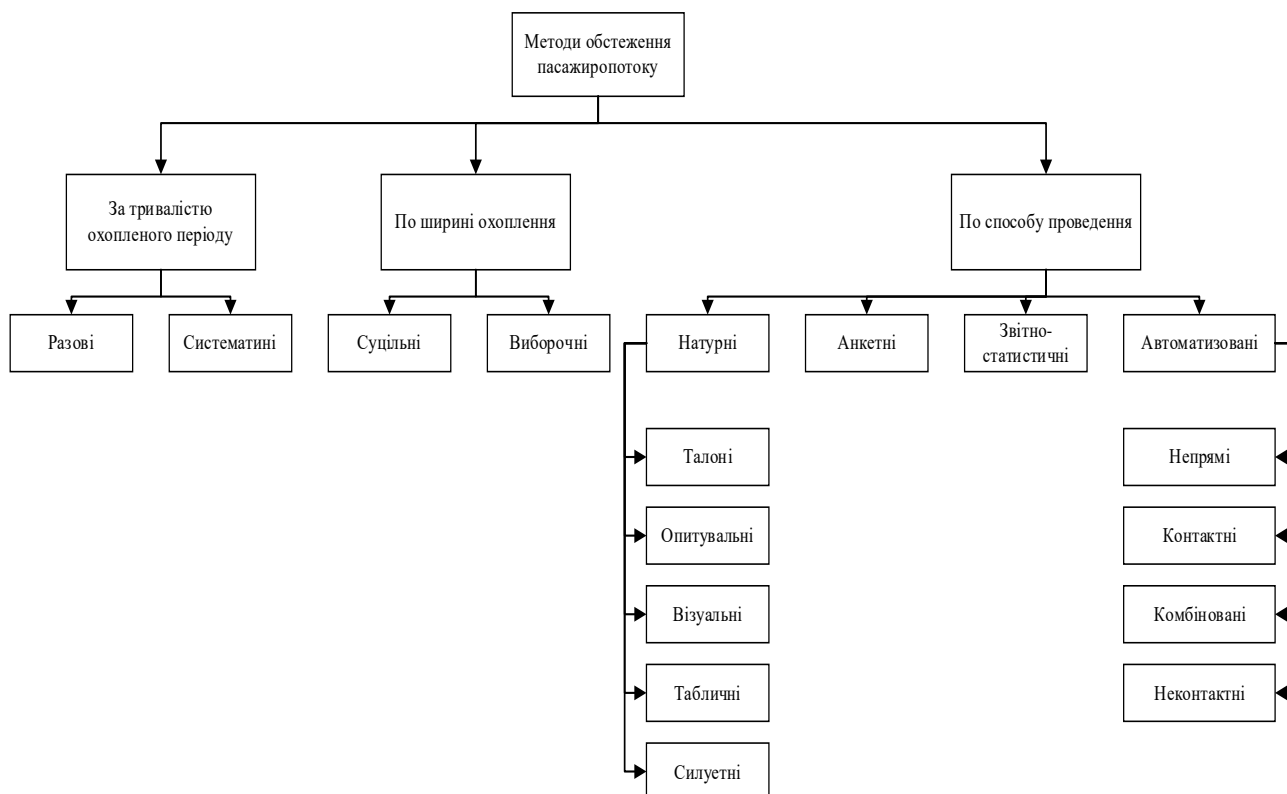 Методи обстеження
пасажиропотоку
За тривалістю
охопленого періоду
По ширині охоплення
По способу проведення
Разові
Систематині
Суцільні
Виборочні
Натурні
Анкетні
Звітно-
статистичні
Автоматизовані
Талоні
Непрямі
Опитувальні
Контактні
Візуальні
Комбіновані
Табличні
Неконтактні
Силуетні